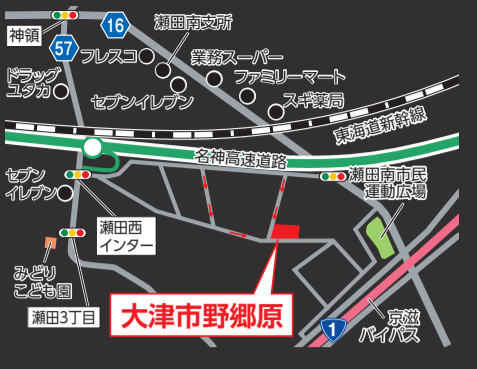 神領
16
瀬田南支所
57
フレスコ
業務スーパー
ドラッグ
ユタカ
ファミリーマート
セブンイレブン
スギ薬局
東海道新幹線
名神高速道路
セブン
イレブン
瀬田南市民
運動広場
瀬田西
インター
みどり
こども園
瀬田3丁目
大津市野郷原
1
京滋
バイパス